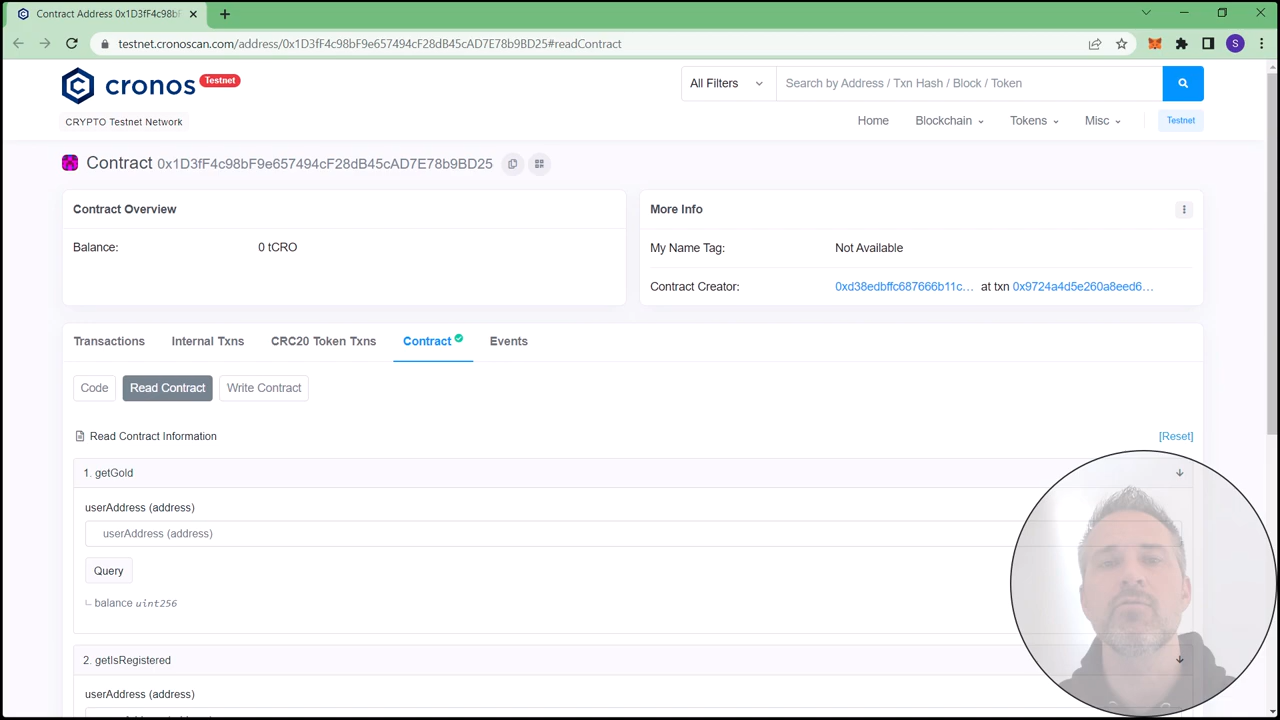 Contract Address 0x1D3fF4c98bF
testnet.cronoscan.com/address/0x1D3fF4c98bF9e657494cF28dB45cAD7E78b9BD25#readContract
S
cronos Testnet
All Filters
Search by Address / Txn Hash / Block / Token
CRYPTO Testnet Network
Home Blockchain Tokens Misc Testnet
Contract 0x1D3fF4c98bF9e657494cF28dB45cAD7E78b9BD25
Contract Overview
Balance: 0 tCRO
More Info
My Name Tag: Not Available
Contract Creator: 0xd38edbffc687666b11c... at txn 0x9724a4d5e260a8eed6...
Transactions Internal Txns CRC20 Token Txns Contract Events
Code Read Contract Write Contract
Read Contract Information [Reset]
1. getGold
userAddress (address)
userAddress (address)
Query
balance uint256
2. getIsRegistered
userAddress (address)